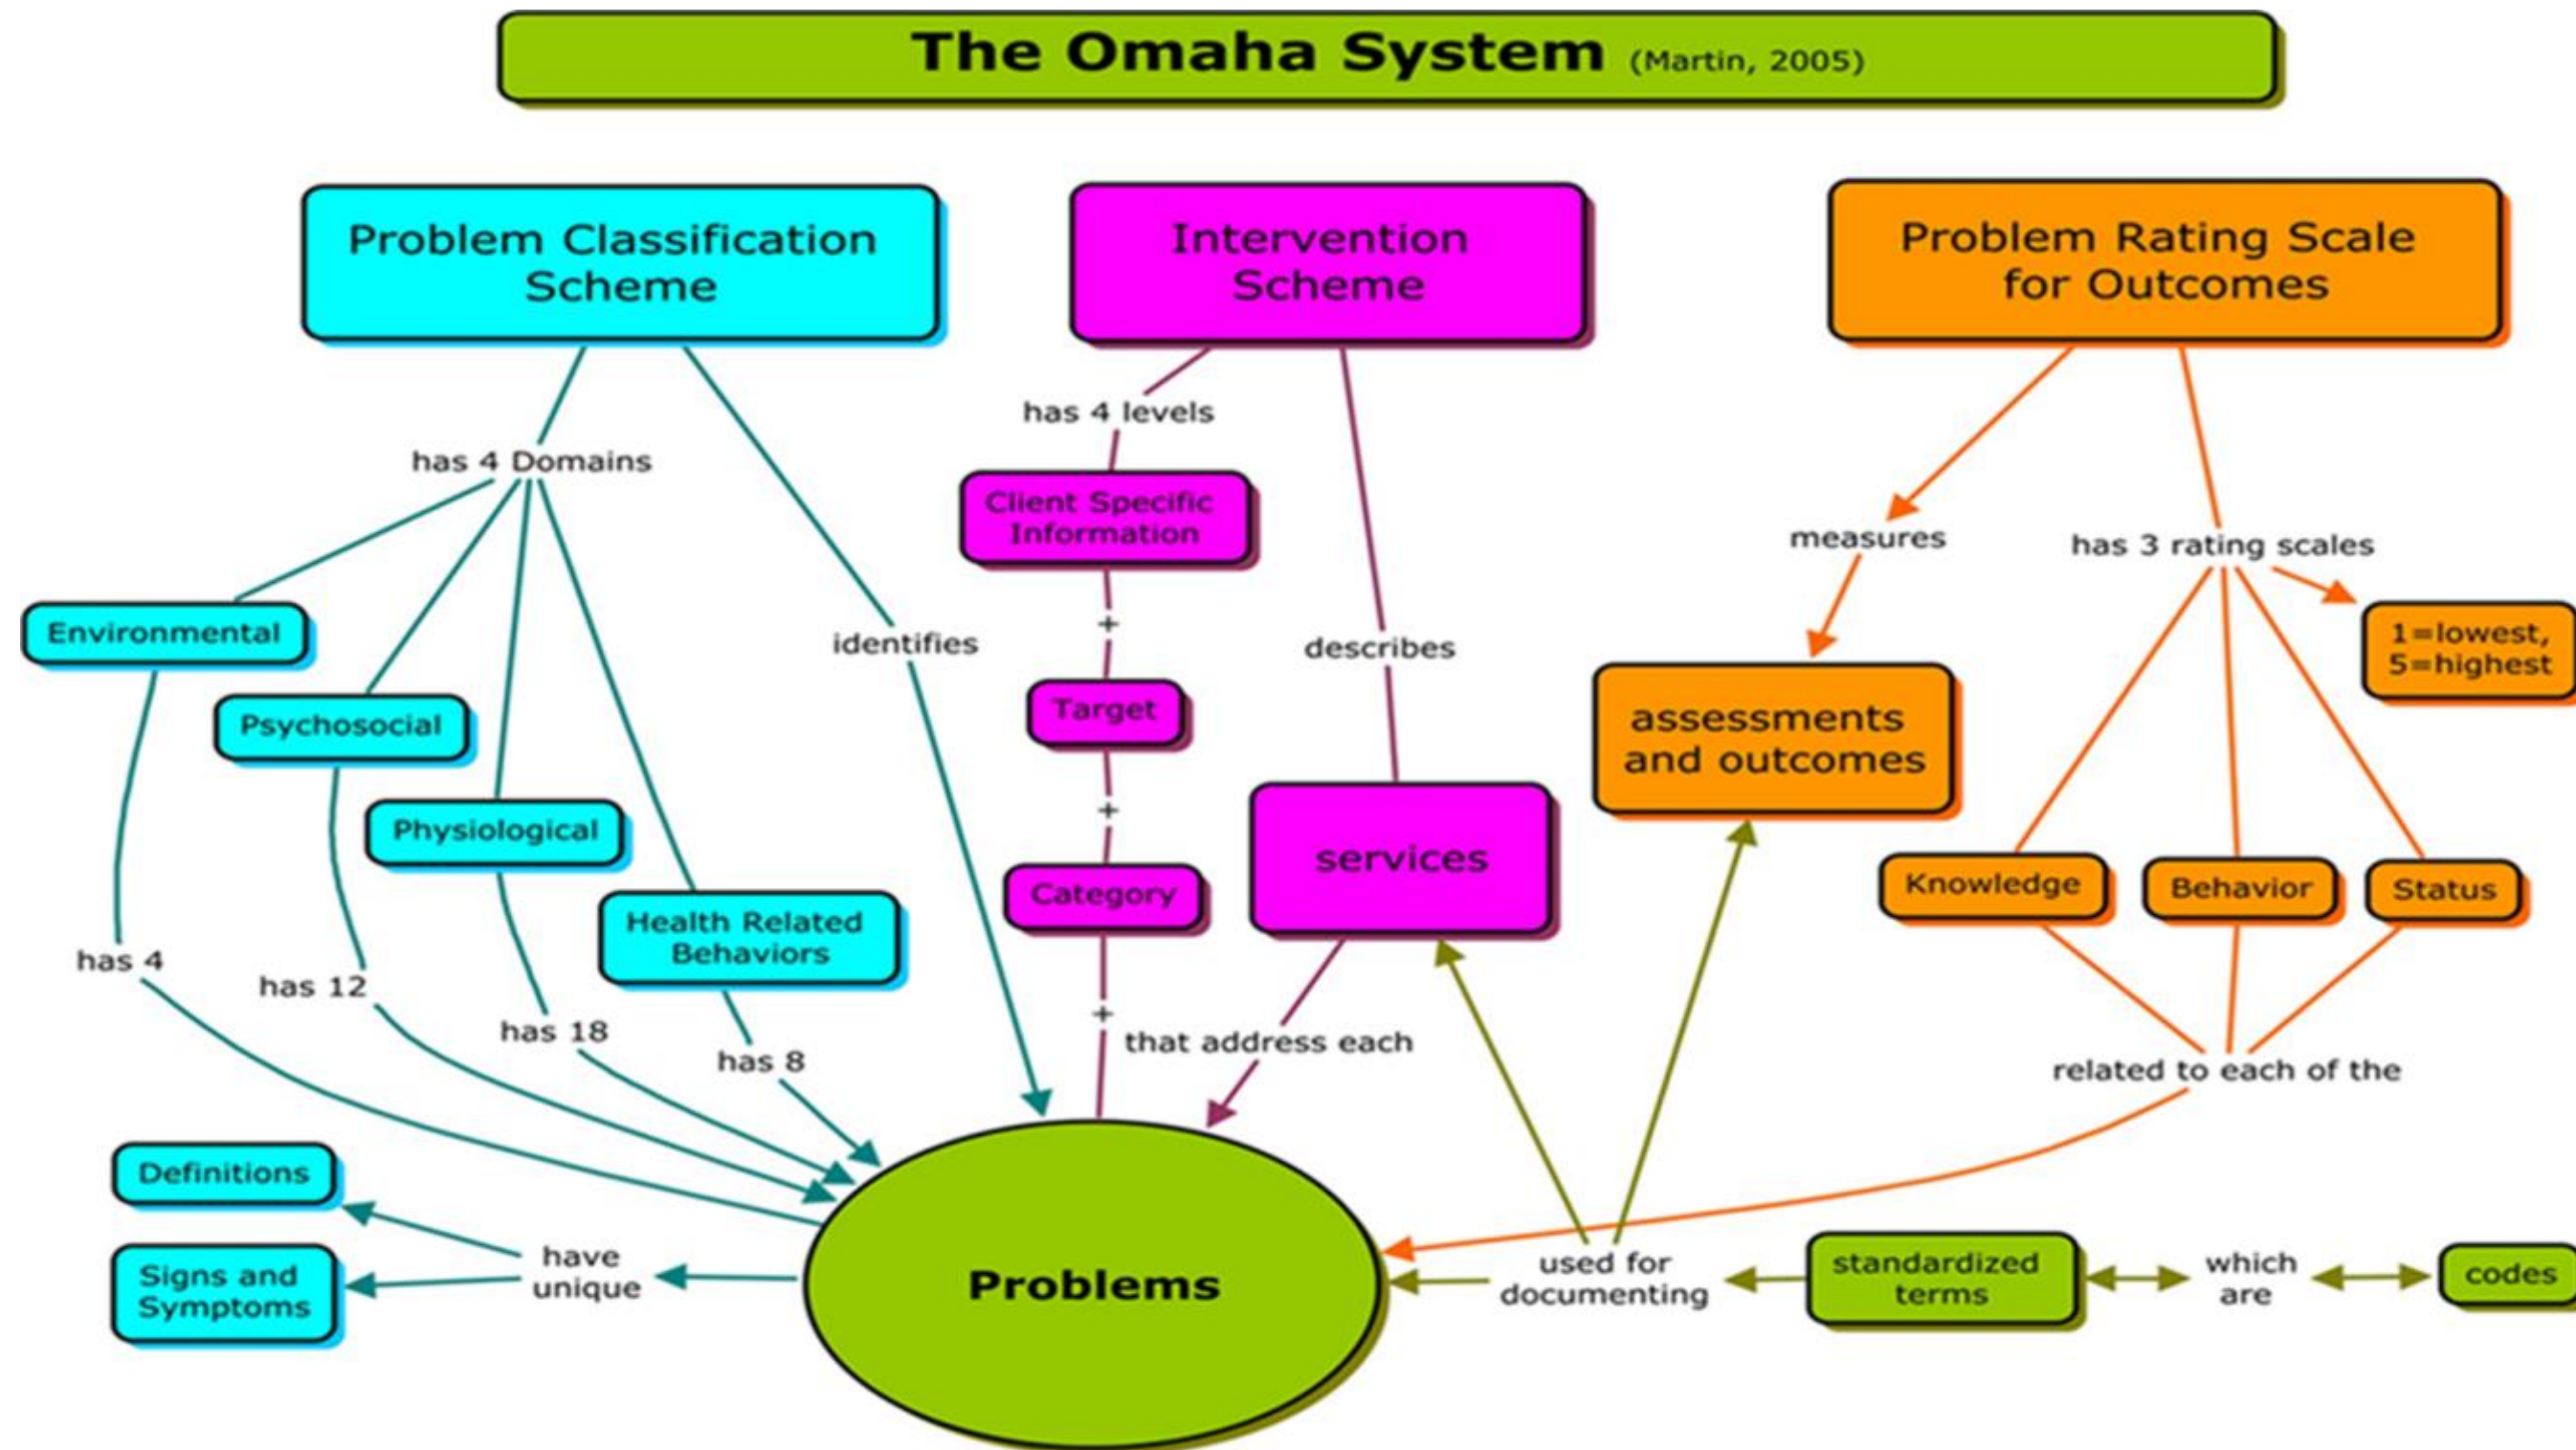 The Omaha System (Martin, 2005)
Problem Classification
Scheme
Intervention
Scheme
Problem Rating Scale
for Outcomes
has 4 levels
has 4 Domains
Client Specific
Information
measures
has 3 rating scales
+
Environmental
identifies
describes
1=lowest,
5=highest
Target
Psychosocial
assessments
and outcomes
+
Physiological
services
Category
Knowledge
Behavior
Status
Health Related
Behaviors
has 4
has 12
has 18
+
that address each
has 8
related to each of the
Definitions
have
unique
Signs and
Symptoms
Problems
used for
documenting
standardized
terms
which
are
codes